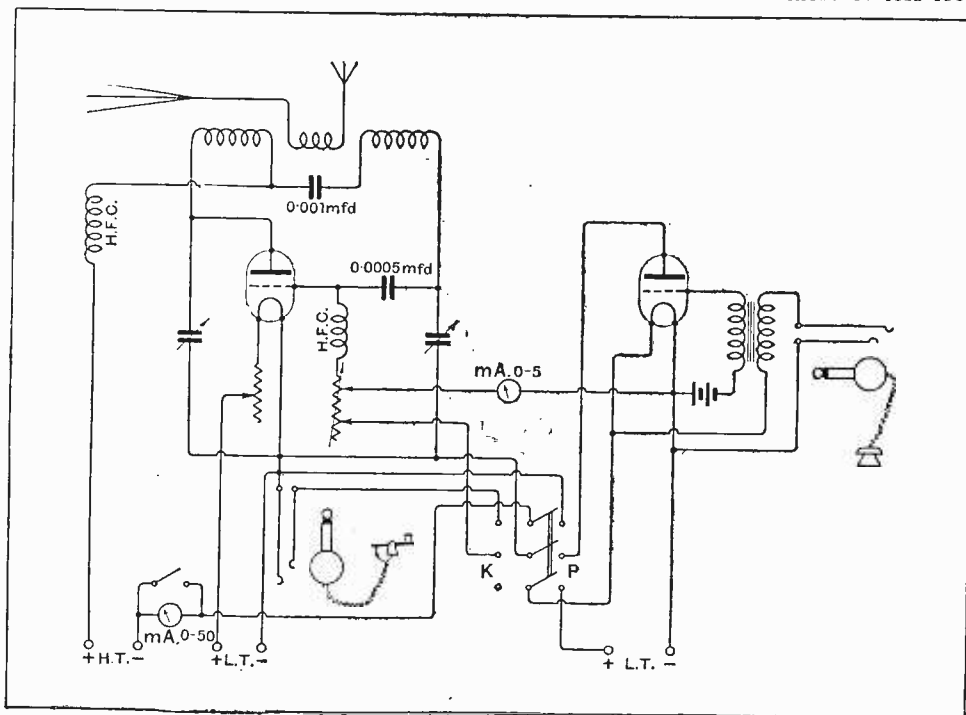 0·001mfd
H.F.C.
0·0005mfd
H.F.C.
mA.0-5
K
P
mA.0-50
+ H.T. -
+ L.T. -
+ L.T. -